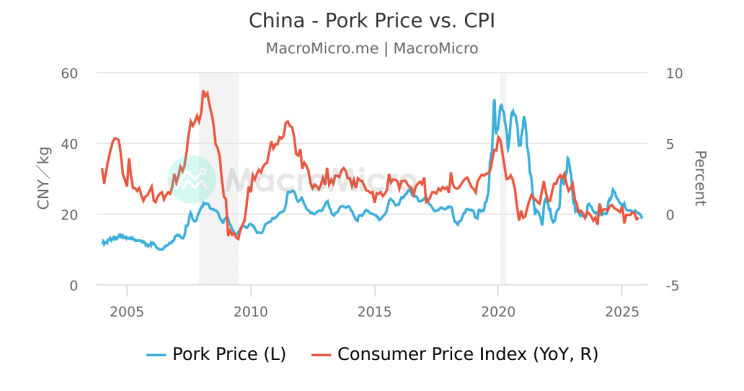 China - Pork Price vs. CPI
MacroMicro.me | MacroMicro
60 10
40 5
20 0
0 -5
CNY／kg
Percent
MacroMicro
2005 2010 2015 2020 2025
Pork Price (L) Consumer Price Index (YoY, R)